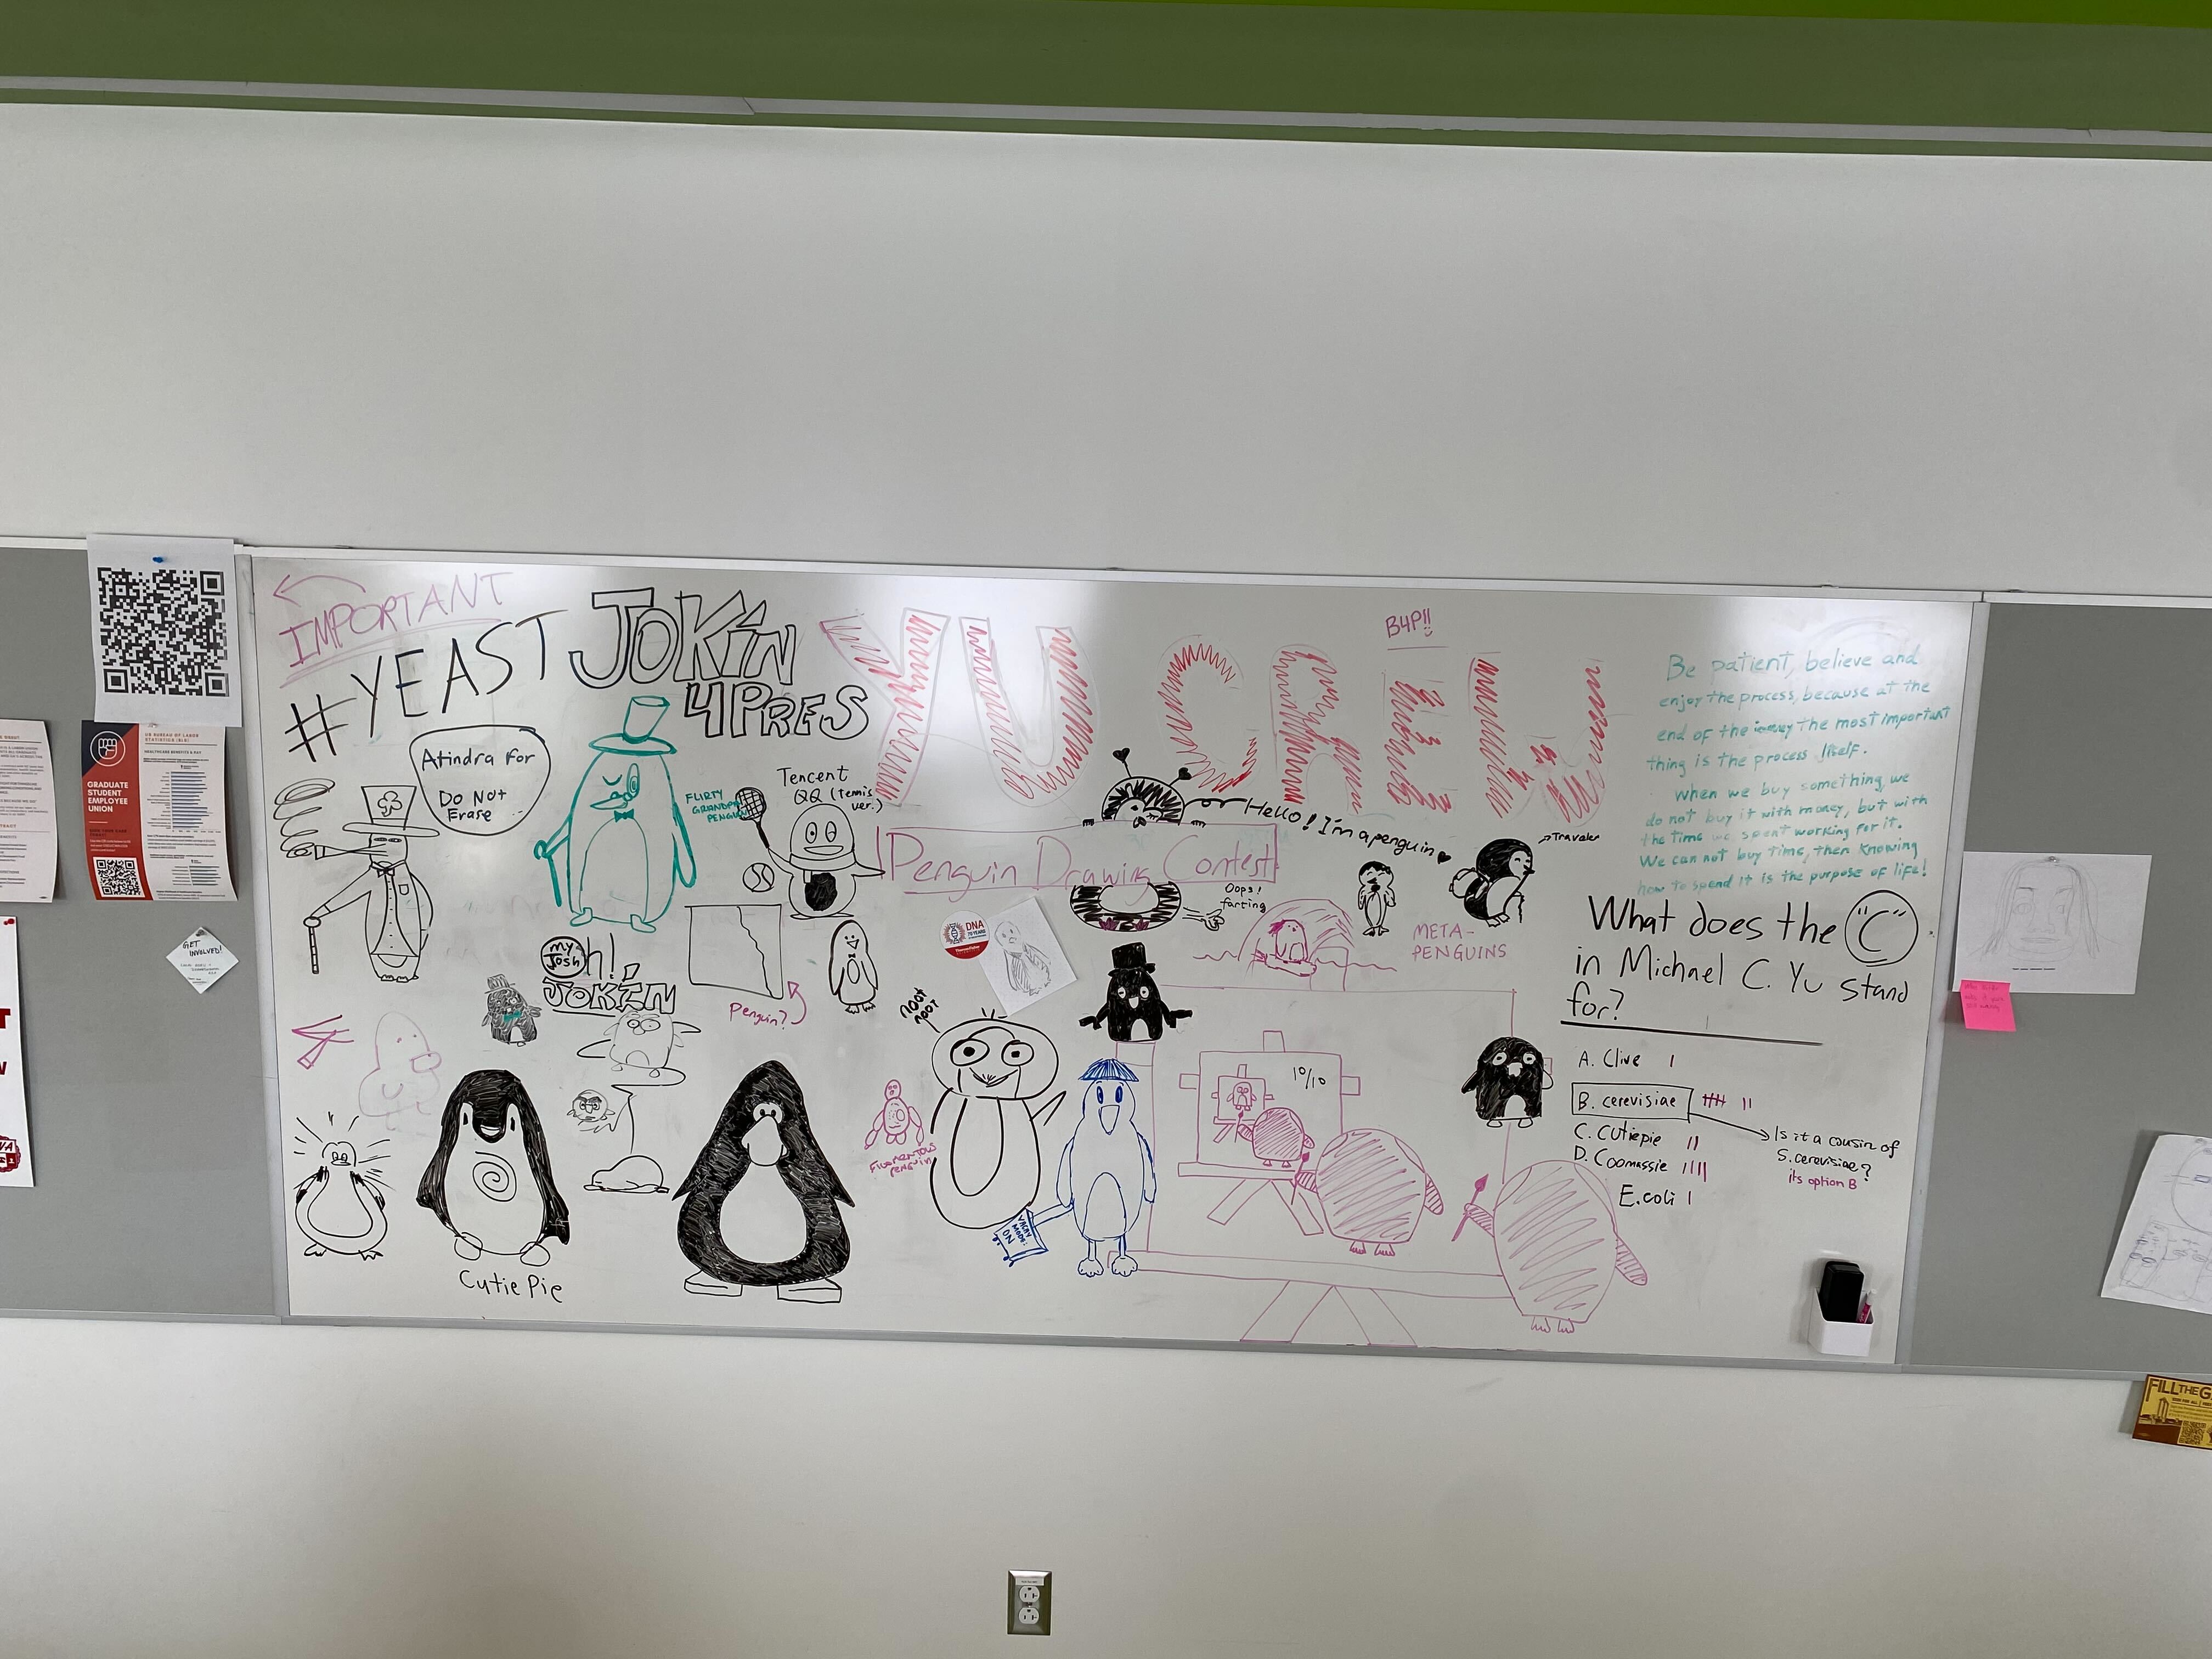 IMPORTANT
#YEAST JOKIN
4PRES
YU CREW
B4P!!
Atindra for
Do Not
Erase
FLIRTY
GRANDPA
PENGUIN
Tencent
QQ (tennis
ver.)
Penguin Drawing Contest
Hello! I'm a penguin
Oops!
farting
Traveler
META-
PENGUINS
my
Josh
Oh!
JOKIN
Penguin?
noot
noot
DNA
70 YEARS
10/10
PENGUIN
VACAY
MODE:
ON
Cutie Pie
Be patient, believe and
enjoy the process, because at the
end of the the most important
thing is the process itself.
When we buy something, we
do not buy it with money, but with
the time we spent working for it.
We can not buy time, then knowing
how to spend it is the purpose of life!
What does the "C"
in Michael C. Yu stand
for?
A. Clive I
B. cerevisiae
C. Cutiepie II
D. Coomassie IIII
E. coli I
Is it a cousin of
S. cerevisiae?
its option B
GRADUATE
STUDENT
EMPLOYEE
UNION
US BUREAU OF LABOR
STATISTICS (BLS)
HEALTHCARE BENEFITS & PAY
GET
INVOLVED!
FILL THE G